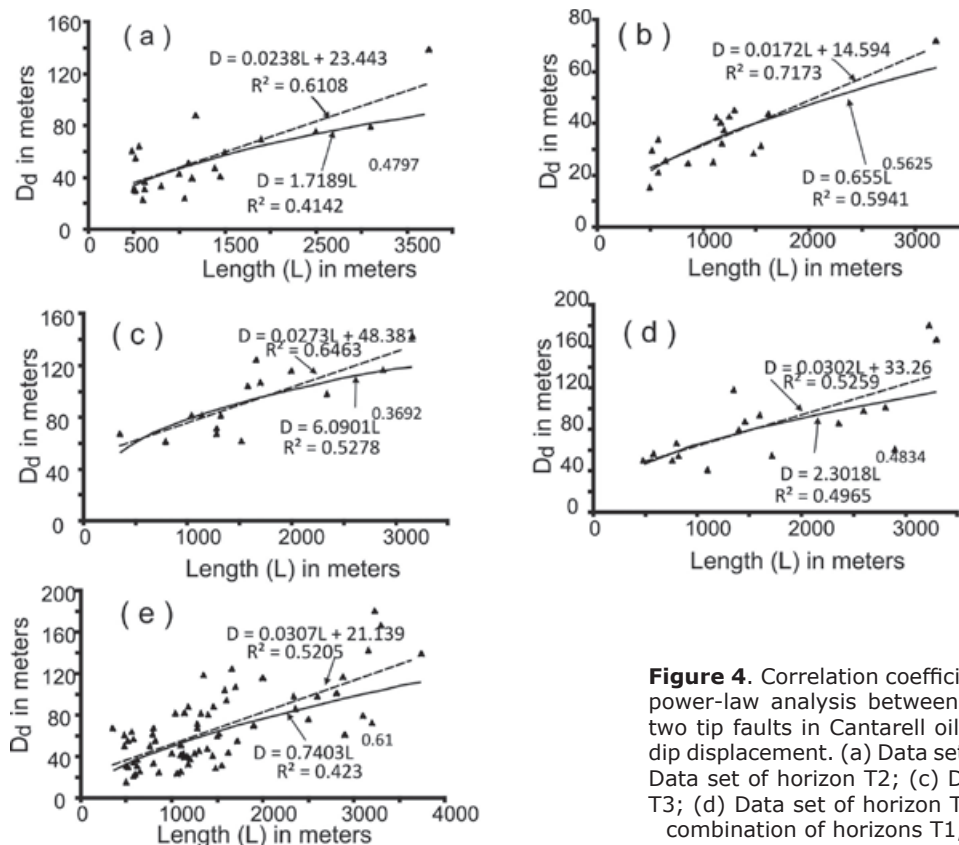 160
120
80
40
0
Dd in meters
( a )
D = 0.0238L + 23.443
R² = 0.6108
0.4797
D = 1.7189L
R² = 0.4142
0 500 1500 2500 3500
Length (L) in meters
80
60
40
20
0
Dd in meters
( b )
D = 0.0172L + 14.594
R² = 0.7173
0.5625
D = 0.655L
R² = 0.5941
0 1000 2000 3000
Length (L) in meters
160
120
80
40
0
Dd in meters
( c )
D = 0.0273L + 48.381
R² = 0.6463
0.3692
D = 6.0901L
R² = 0.5278
0 1000 2000 3000
Length (L) in meters
200
160
120
80
40
0
Dd in meters
( d )
D = 0.0302L + 33.26
R² = 0.5259
0.4834
D = 2.3018L
R² = 0.4965
0 1000 2000 3000
Length (L) in meters
200
160
120
80
40
0
Dd in meters
( e )
D = 0.0307L + 21.139
R² = 0.5205
0.61
D = 0.7403L
R² = 0.423
0 1000 2000 3000 4000
Length (L) in meters
Figure 4. Correlation coeffici
power-law analysis between
two tip faults in Cantarell oil
dip displacement. (a) Data set
Data set of horizon T2; (c) D
T3; (d) Data set of horizon T
combination of horizons T1,